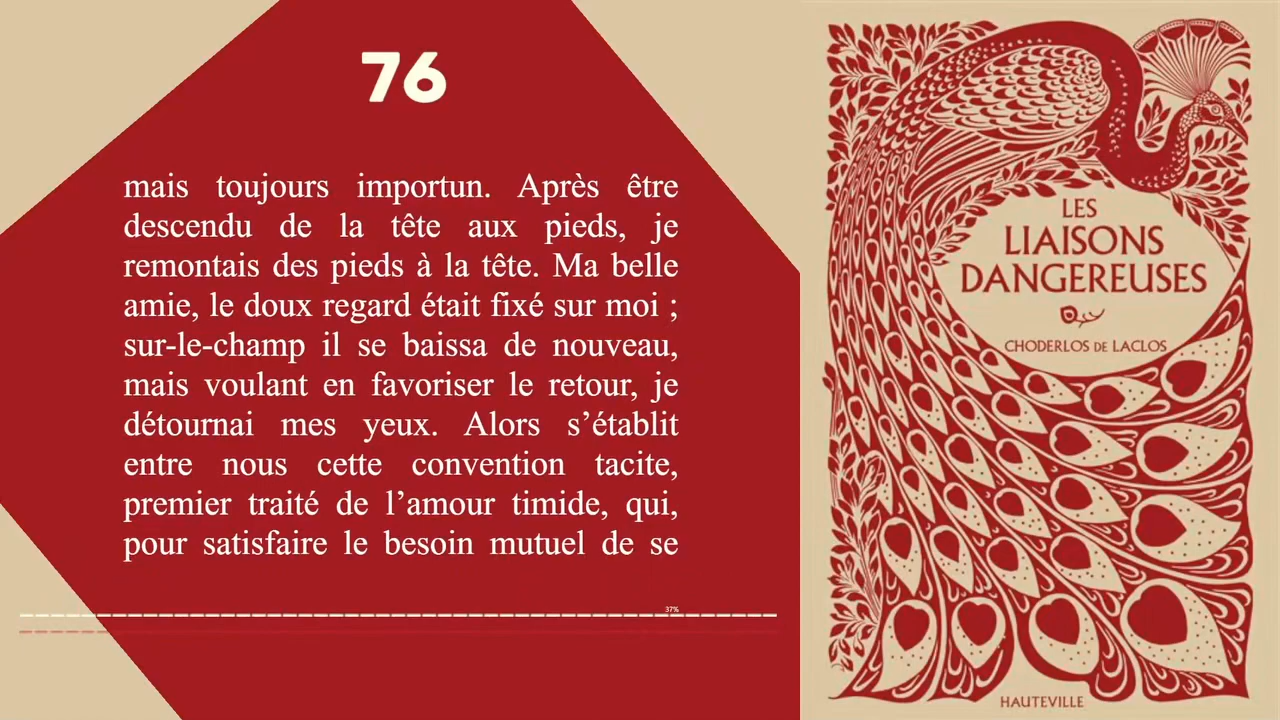 76
mais toujours importun. Après être
descendu de la tête aux pieds, je
remontais des pieds à la tête. Ma belle
amie, le doux regard était fixé sur moi ;
sur-le-champ il se baissa de nouveau,
mais voulant en favoriser le retour, je
détournai mes yeux. Alors s’établit
entre nous cette convention tacite,
premier traité de l’amour timide, qui,
pour satisfaire le besoin mutuel de se
37%
LES
LIAISONS
DANGEREUSES
CHODERLOS DE LACLOS
HAUTEVILLE